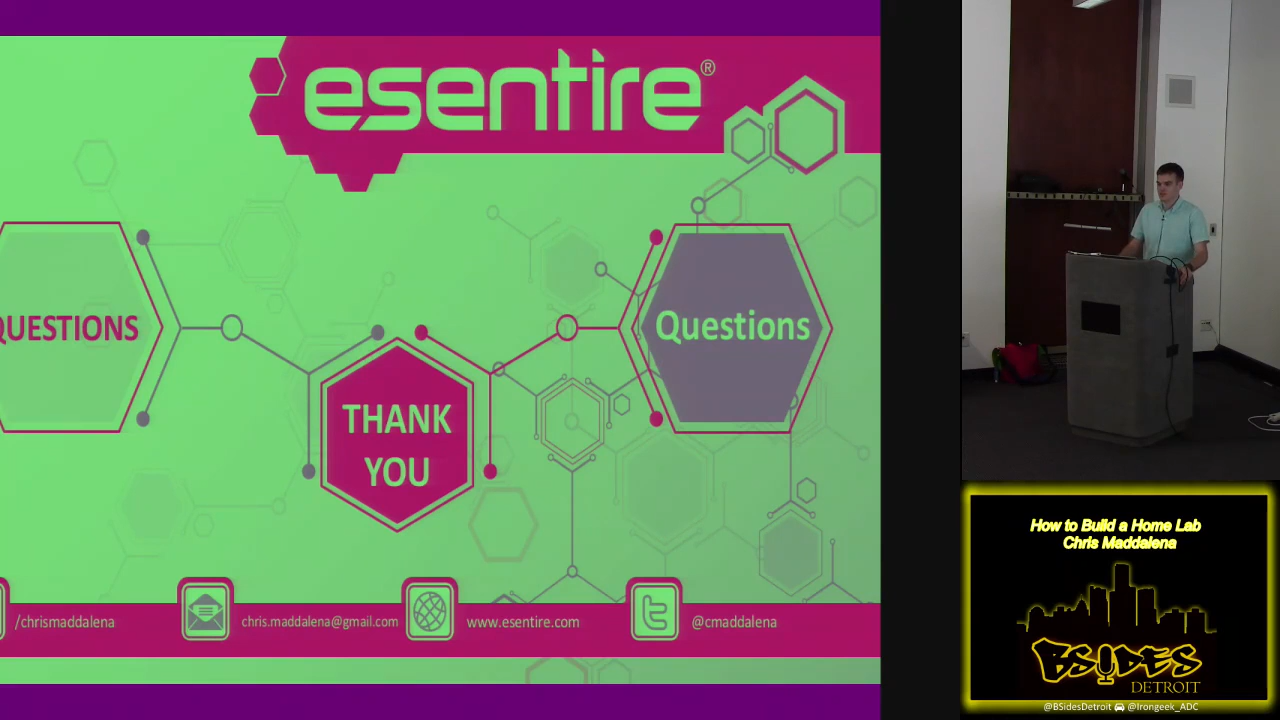 esentire®
QUESTIONS
THANK
YOU
Questions
/chrismaddalena
chris.maddalena@gmail.com
www.esentire.com
@cmaddalena
How to Build a Home Lab
Chris Maddalena
BSIDES
DETROIT
@BSidesDetroit @Irongeek_ADC